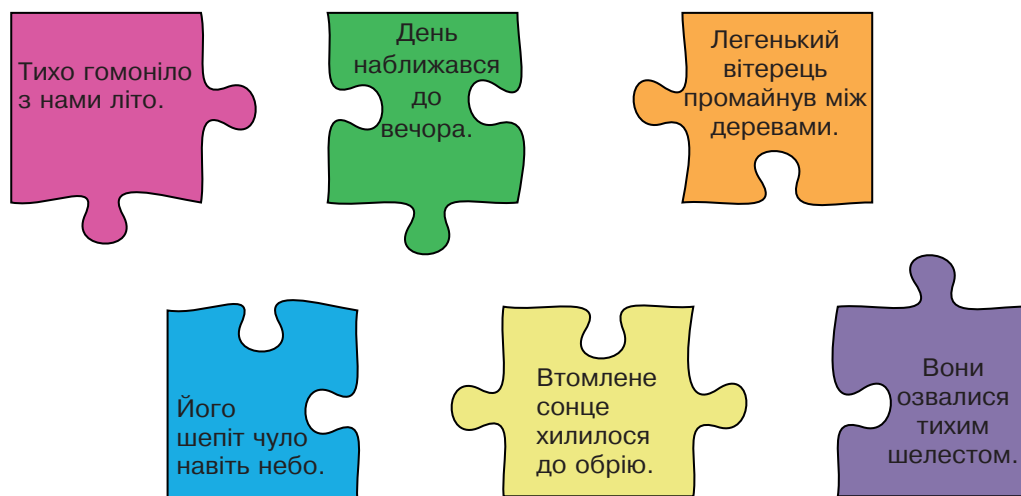 Тихо гомоніло
з нами літо.
День
наближався
до
вечора.
Легенький
вітерець
промайнув між
деревами.
Його
шепіт чуло
навіть небо.
Втомлене
сонце
хилилося
до обрію.
Вони
озвалися
тихим
шелестом.